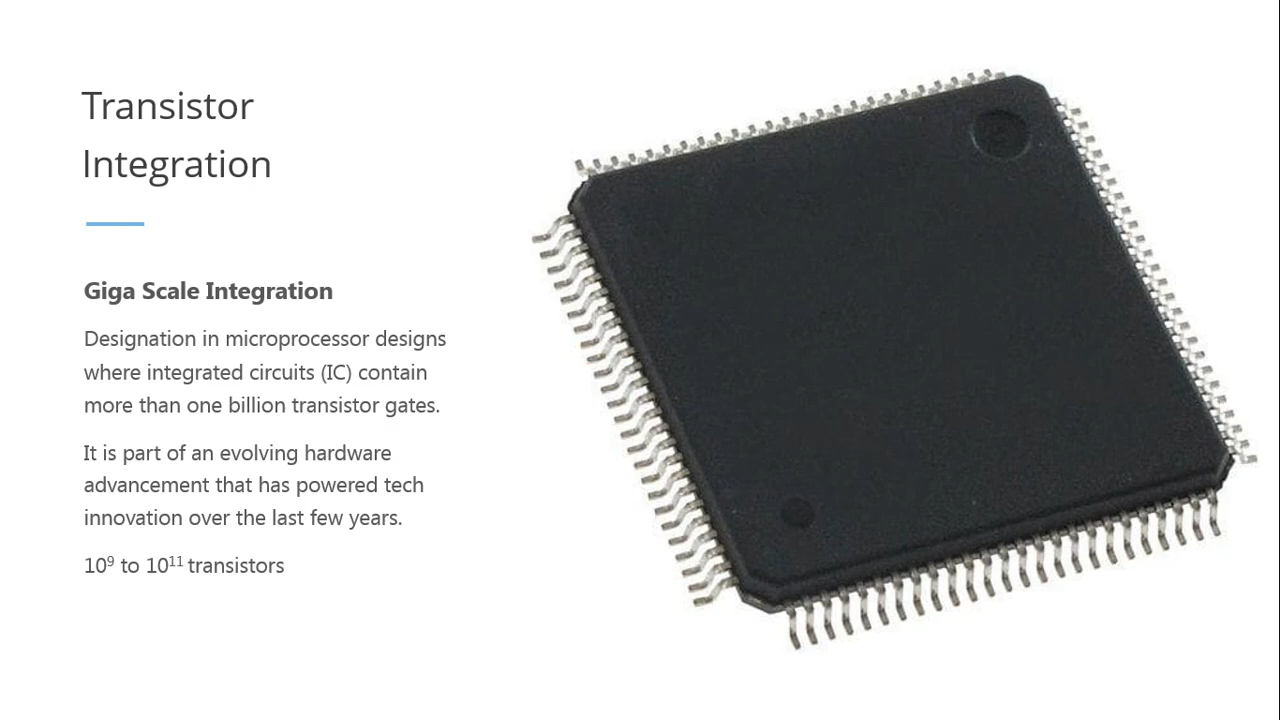 Transistor
Integration
Giga Scale Integration
Designation in microprocessor designs
where integrated circuits (IC) contain
more than one billion transistor gates.
It is part of an evolving hardware
advancement that has powered tech
innovation over the last few years.
10⁹ to 10¹¹ transistors